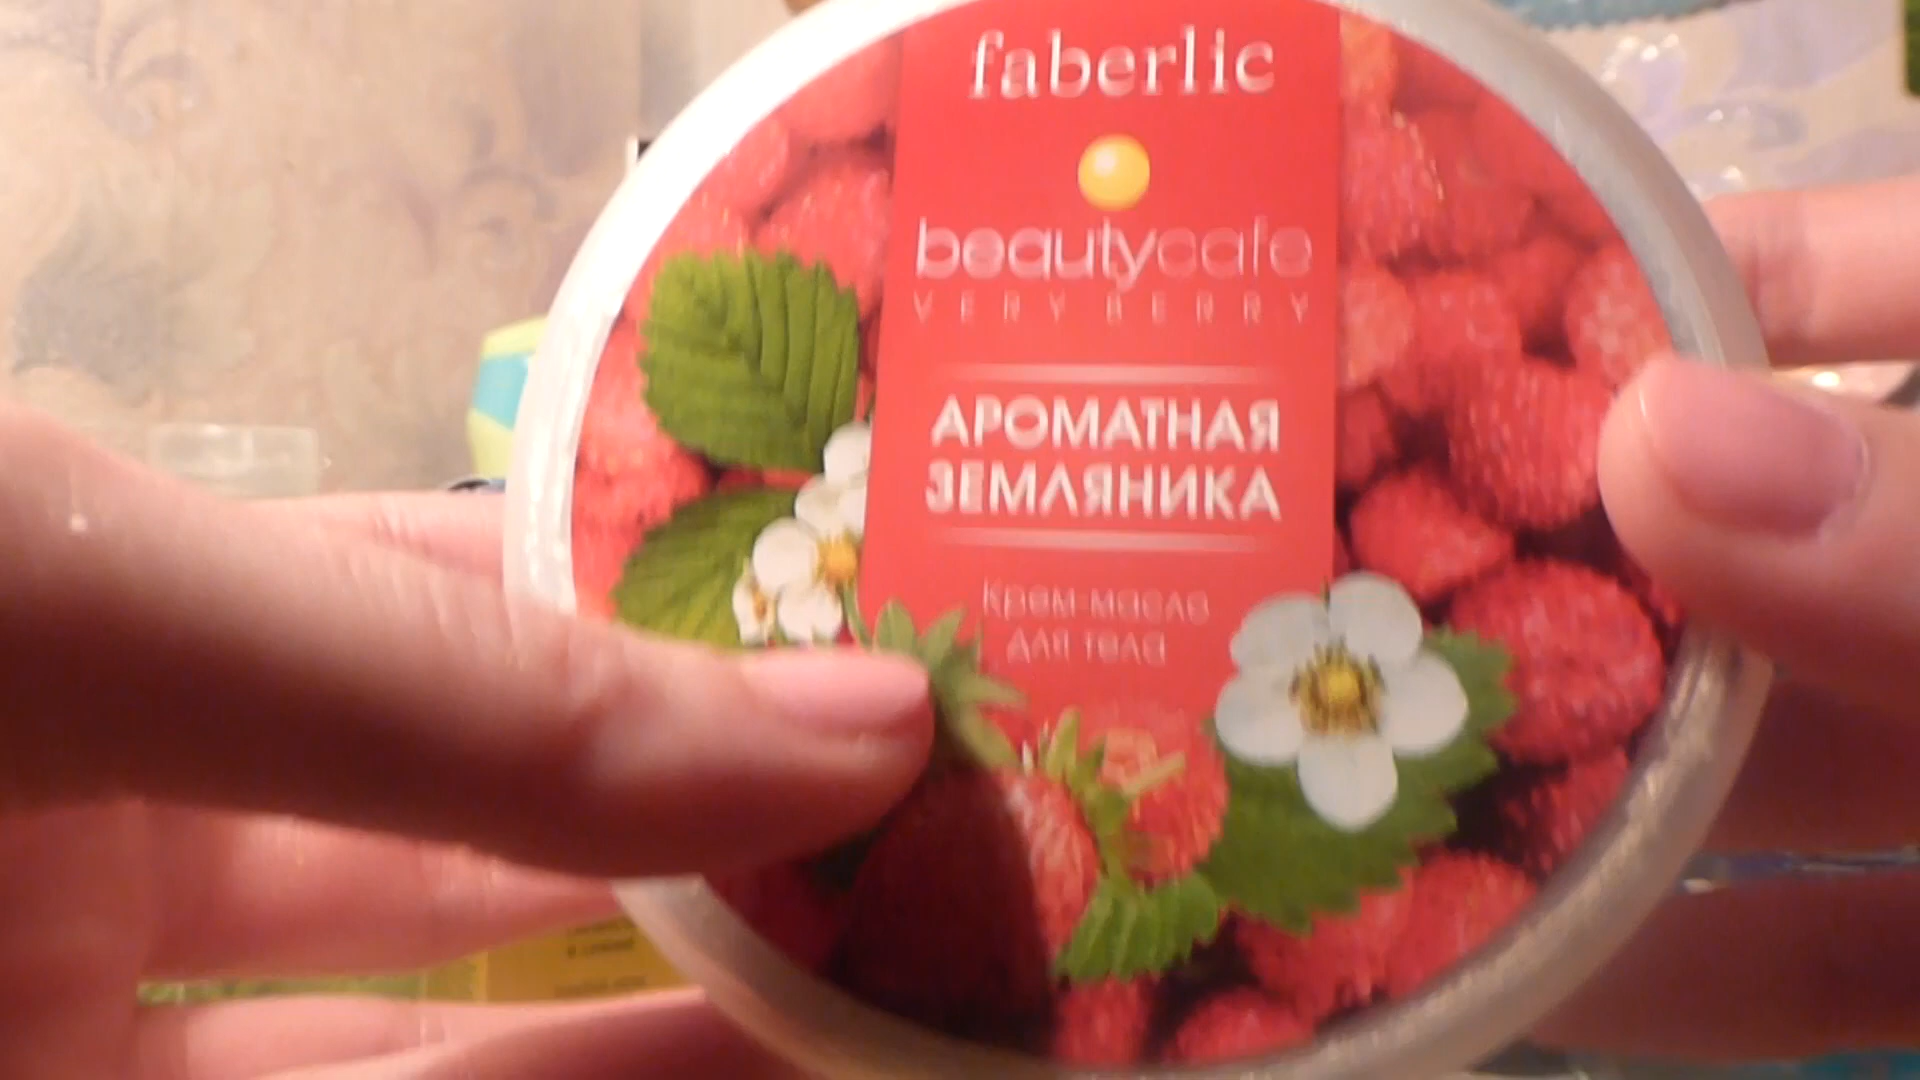 faberlic
beautycafe
VERY BERRY
АРОМАТНАЯ
ЗЕМЛЯНИКА
Крем-масло
для тела